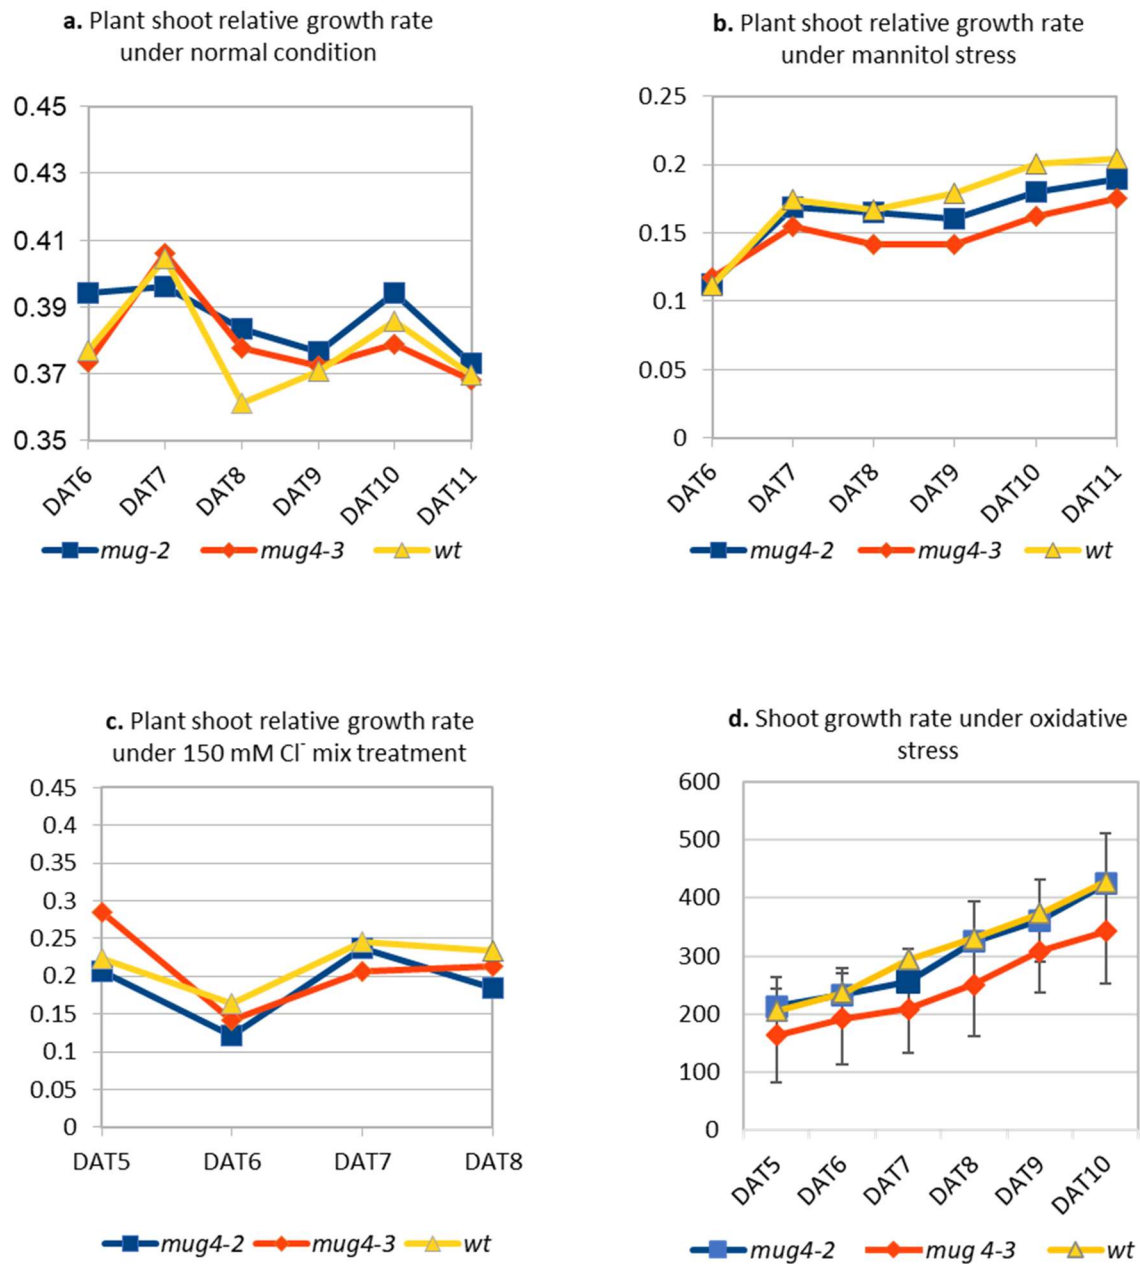 a. Plant shoot relative growth rate
under normal condition
0.45
0.43
0.41
0.39
0.37
0.35
DAT6
DAT7
DAT8
DAT9
DAT10
DAT11
mug-2
mug4-3
wt
b. Plant shoot relative growth rate
under mannitol stress
0.25
0.2
0.15
0.1
0.05
0
DAT6
DAT7
DAT8
DAT9
DAT10
DAT11
mug4-2
mug4-3
wt
c. Plant shoot relative growth rate
under 150 mM Cl⁻ mix treatment
0.45
0.4
0.35
0.3
0.25
0.2
0.15
0.1
0.05
0
DAT5
DAT6
DAT7
DAT8
mug4-2
mug4-3
wt
d. Shoot growth rate under oxidative
stress
600
500
400
300
200
100
0
DAT5
DAT6
DAT7
DAT8
DAT9
DAT10
mug4-2
mug 4-3
wt